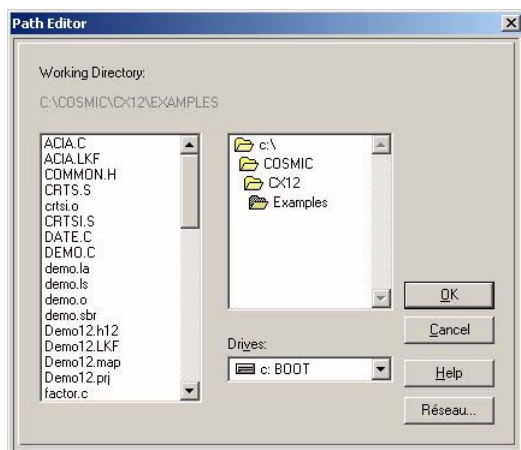 Path Editor
Working Directory:
C:\COSMIC\CX12\EXAMPLES
ACIA.C
ACIA.LKF
COMMON.H
CRTS.S
crtsi.o
CRTSI.S
DATE.C
DEMO.C
demo.la
demo.ls
demo.o
demo.sbr
Demo12.h12
Demo12.LKF
Demo12.map
Demo12.prj
factor.c
c:\
COSMIC
CX12
Examples
Drives:
c: BOOT
OK
Cancel
Help
Réseau...